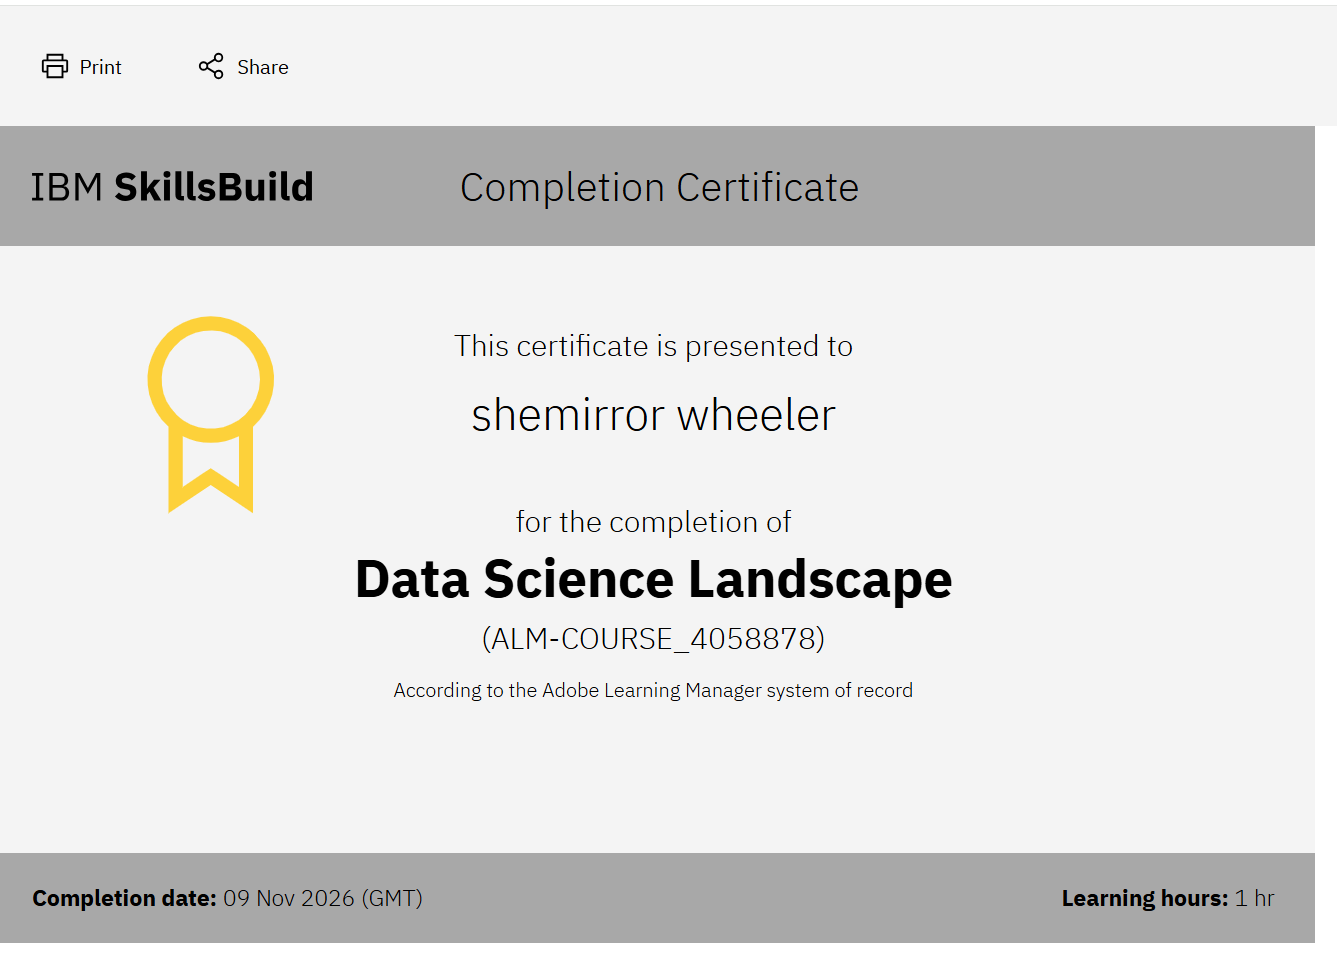 Print
Share
IBM SkillsBuild
Completion Certificate
This certificate is presented to
shemirror wheeler
for the completion of
Data Science Landscape
(ALM-COURSE_4058878)
According to the Adobe Learning Manager system of record
Completion date: 09 Nov 2026 (GMT)
Learning hours: 1 hr